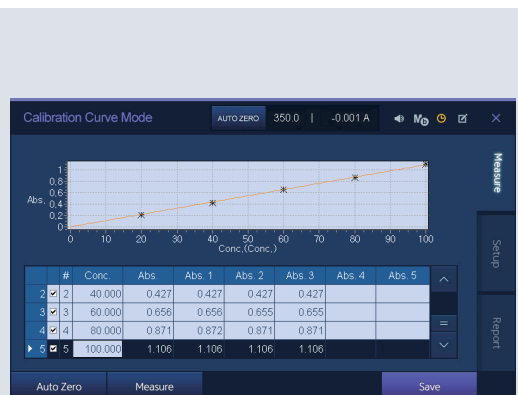 Calibration Curve Mode AUTO ZERO 350.0 | -0.001 A
Measure
Setup
Report
Abs.
1
0.8
0.6
0.4
0.2
0
0 10 20 30 40 50 60 70 80 90 100
Conc.(Conc,)
# Conc. Abs. Abs. 1 Abs. 2 Abs. 3 Abs. 4 Abs. 5
2 2 40.000 0.427 0.427 0.427 0.427
3 3 60.000 0.656 0.656 0.655 0.655
4 4 80.000 0.871 0.872 0.871 0.871
5 5 100.000 1.106 1.106 1.106 1.106
Auto Zero Measure Save